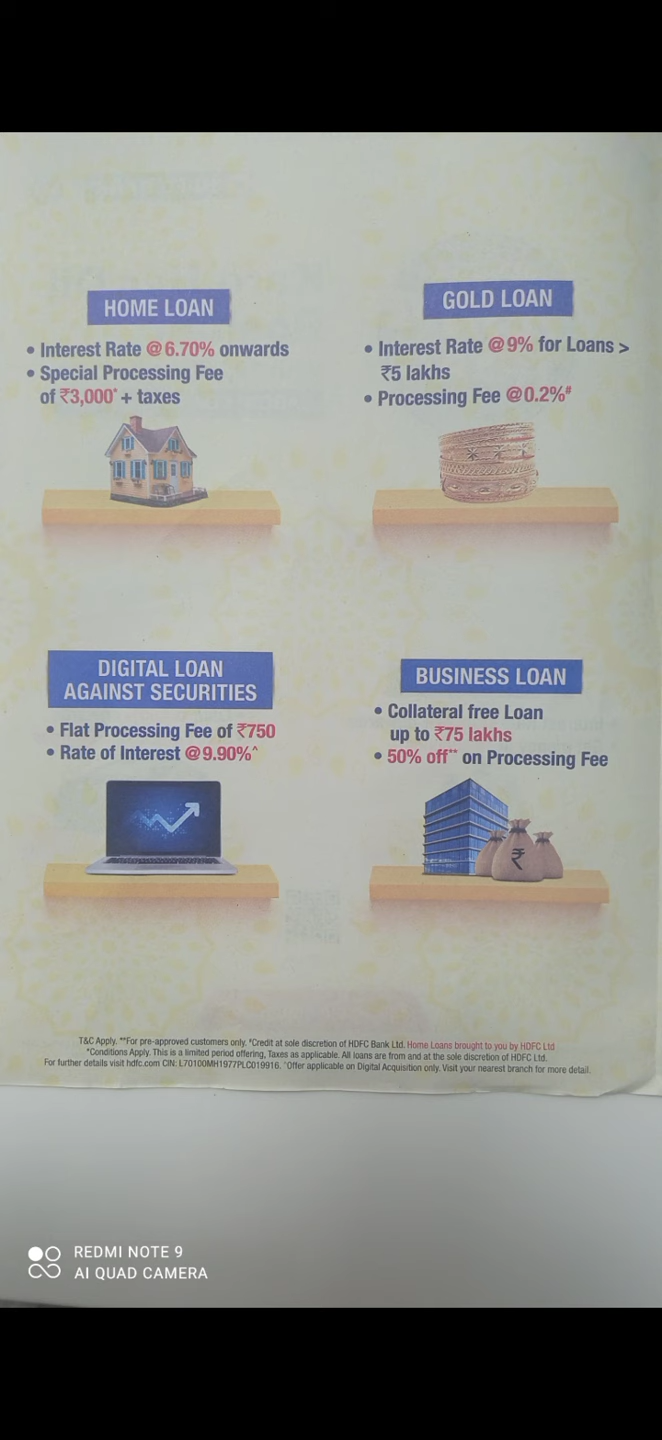 HOME LOAN
• Interest Rate @6.70% onwards
• Special Processing Fee
of ₹3,000* + taxes
GOLD LOAN
• Interest Rate @9% for Loans >
₹5 lakhs
• Processing Fee @0.2%#
DIGITAL LOAN
AGAINST SECURITIES
• Flat Processing Fee of ₹750
• Rate of Interest @9.90%^
BUSINESS LOAN
• Collateral free Loan
up to ₹75 lakhs
• 50% off** on Processing Fee
₹
T&C Apply. **For pre-approved customers only. #Credit at sole discretion of HDFC Bank Ltd. Home Loans brought to you by HDFC Ltd
*Conditions Apply. This is a limited period offering, Taxes as applicable. All loans are from and at the sole discretion of HDFC Ltd.
For further details visit hdfc.com CIN: L70100MH1977PLC019916. ^Offer applicable on Digital Acquisition only. Visit your nearest branch for more detail.
REDMI NOTE 9
AI QUAD CAMERA